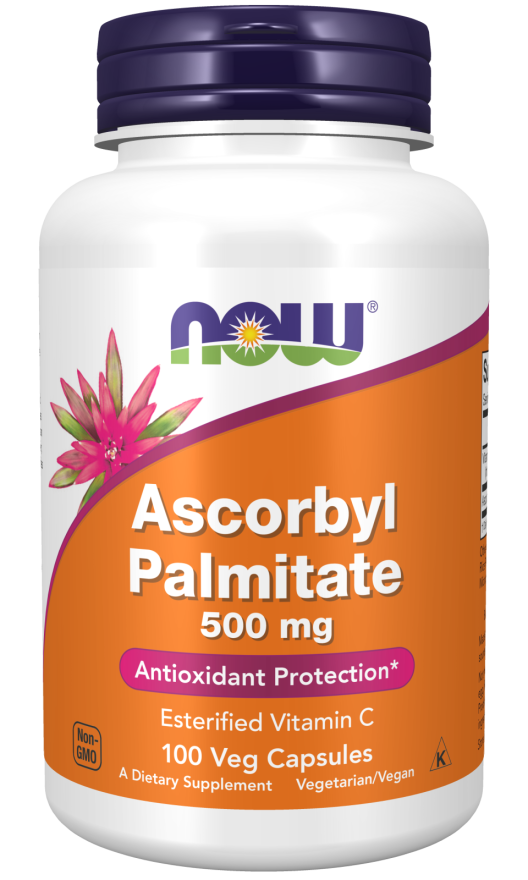 NOW®
Ascorbyl
Palmitate
500 mg
Antioxidant Protection*
Esterified Vitamin C
100 Veg Capsules
A Dietary Supplement Vegetarian/Vegan
Non-
GMO
K